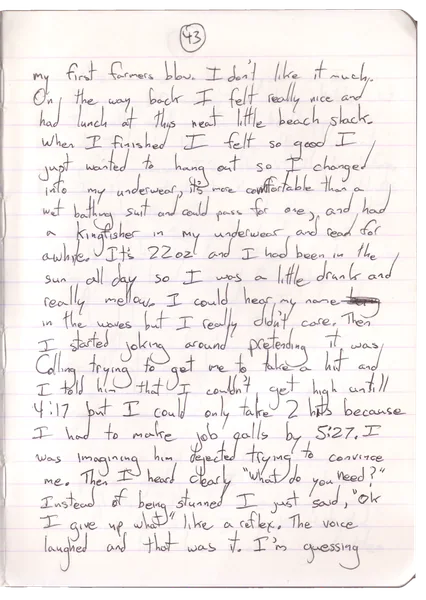 43
my first farmers blow. I don't like it much.
On the way back I felt really nice and
had lunch at this neat little beach shack.
When I finished I felt so good I
just wanted to hang out so I changed
into my underwear, it's more comfortable than a
wet bathing suit and could pass for one, and had
a Kingfisher in my underwear and read for
awhile. It's 22oz and I had been in the
sun all day so I was a little drunk and
really mellow. I could hear my name
in the waves but I really didn't care. Then
I started joking around pretending it was
Calling trying to get me to take a hit and
I told him that I couldn't get high untill
4:17 but I could only take 2 hits because
I had to make job calls by 5:27. I
was imagining him dejected trying to convince
me. Then I heard clearly "What do you need?"
Instead of being stunned I just said, "Ok
I give up what" like a reflex. The voice
laughed and that was it. I'm guessing